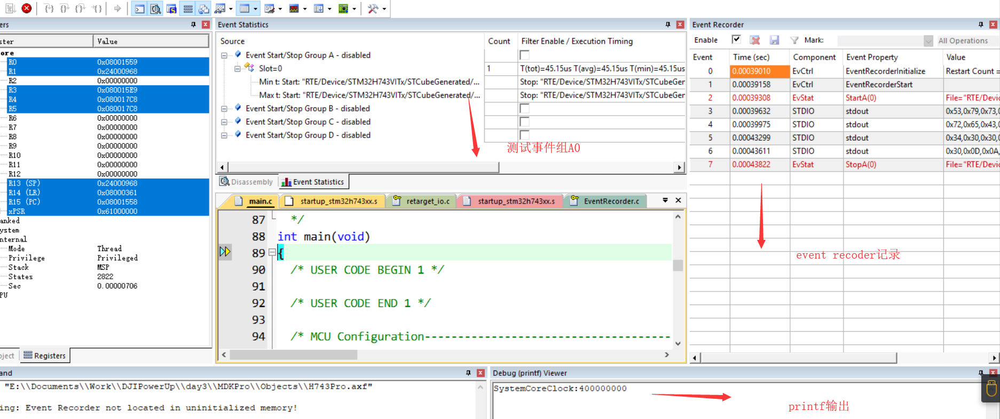 ers
Event Statistics
Event Recorder
ster Value
ore
R0 0x08001559
R1 0x24000968
R2 0x00000000
R3 0x080015E9
R4 0x080017C8
R5 0x080017C8
R6 0x00000000
R7 0x00000000
R8 0x00000000
R9 0x00000000
R10 0x00000000
R11 0x00000000
R12 0x00000000
R13 (SP) 0x24000968
R14 (LR) 0x08000361
R15 (PC) 0x08001558
xPSR 0x61000000
anked
ystem
nternal
Mode Thread
Privilege Privileged
Stack MSP
States 2822
Sec 0.00000706
PU
oject Registers
Source Count Filter Enable / Execution Timing
Event Start/Stop Group A - disabled
Slot=0 1 T(tot)=45.15us T(avg)=45.15us T(min)=45.15us
Min t: Start: "RTE/Device/STM32H743VITx/STCubeGenerated/... Stop: "RTE/Device/STM32H743VITx/STCubeGen
Max t: Start: "RTE/Device/STM32H743VITx/STCubeGenerated/... Stop: "RTE/Device/STM32H743VITx/STCubeGen
Event Start/Stop Group B - disabled
Event Start/Stop Group C - disabled
Event Start/Stop Group D - disabled
测试事件组A0
Disassembly Event Statistics
main.c startup_stm32h743xx.s retarget_io.c startup_stm32h743xx.s EventRecorder.c
87 */
88 int main(void)
89 {
90 /* USER CODE BEGIN 1 */
91
92 /* USER CODE END 1 */
93
94 /* MCU Configuration-------------------------------------
Enable Mark: All Operations
Event Time (sec) Component Event Property Value
0 0.00039010 EvCtrl EventRecorderInitialize Restart Count =
1 0.00039158 EvCtrl EventRecorderStart
2 0.00039308 EvStat StartA(0) File="RTE/Devic
3 0.00039632 STDIO stdout 0x53,0x79,0x73,0
4 0.00039975 STDIO stdout 0x72,0x65,0x43,0
5 0.00043299 STDIO stdout 0x34,0x30,0x30,0
6 0.00043611 STDIO stdout 0x30,0x0D,0x0A,
7 0.00043822 EvStat StopA(0) File="RTE/Devic
event recoder记录
and
"E:\\Documents\\Work\\DJIPowerUp\\day3\\MDKPro\\Objects\\H743Pro.axf"
ing: Event Recorder not located in uninitialized memory!
Debug (printf) Viewer
SystemCoreClock:400000000
printf输出